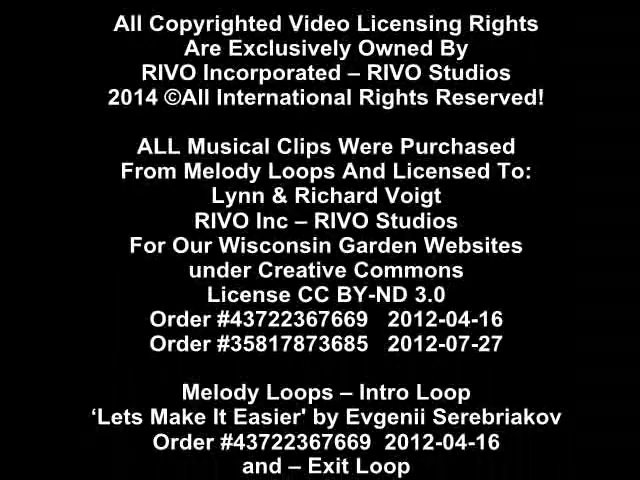 All Copyrighted Video Licensing Rights
Are Exclusively Owned By
RIVO Incorporated – RIVO Studios
2014 ©All International Rights Reserved!
ALL Musical Clips Were Purchased
From Melody Loops And Licensed To:
Lynn & Richard Voigt
RIVO Inc – RIVO Studios
For Our Wisconsin Garden Websites
under Creative Commons
License CC BY-ND 3.0
Order #43722367669 2012-04-16
Order #35817873685 2012-07-27
Melody Loops – Intro Loop
‘Lets Make It Easier' by Evgenii Serebriakov
Order #43722367669 2012-04-16
and – Exit Loop